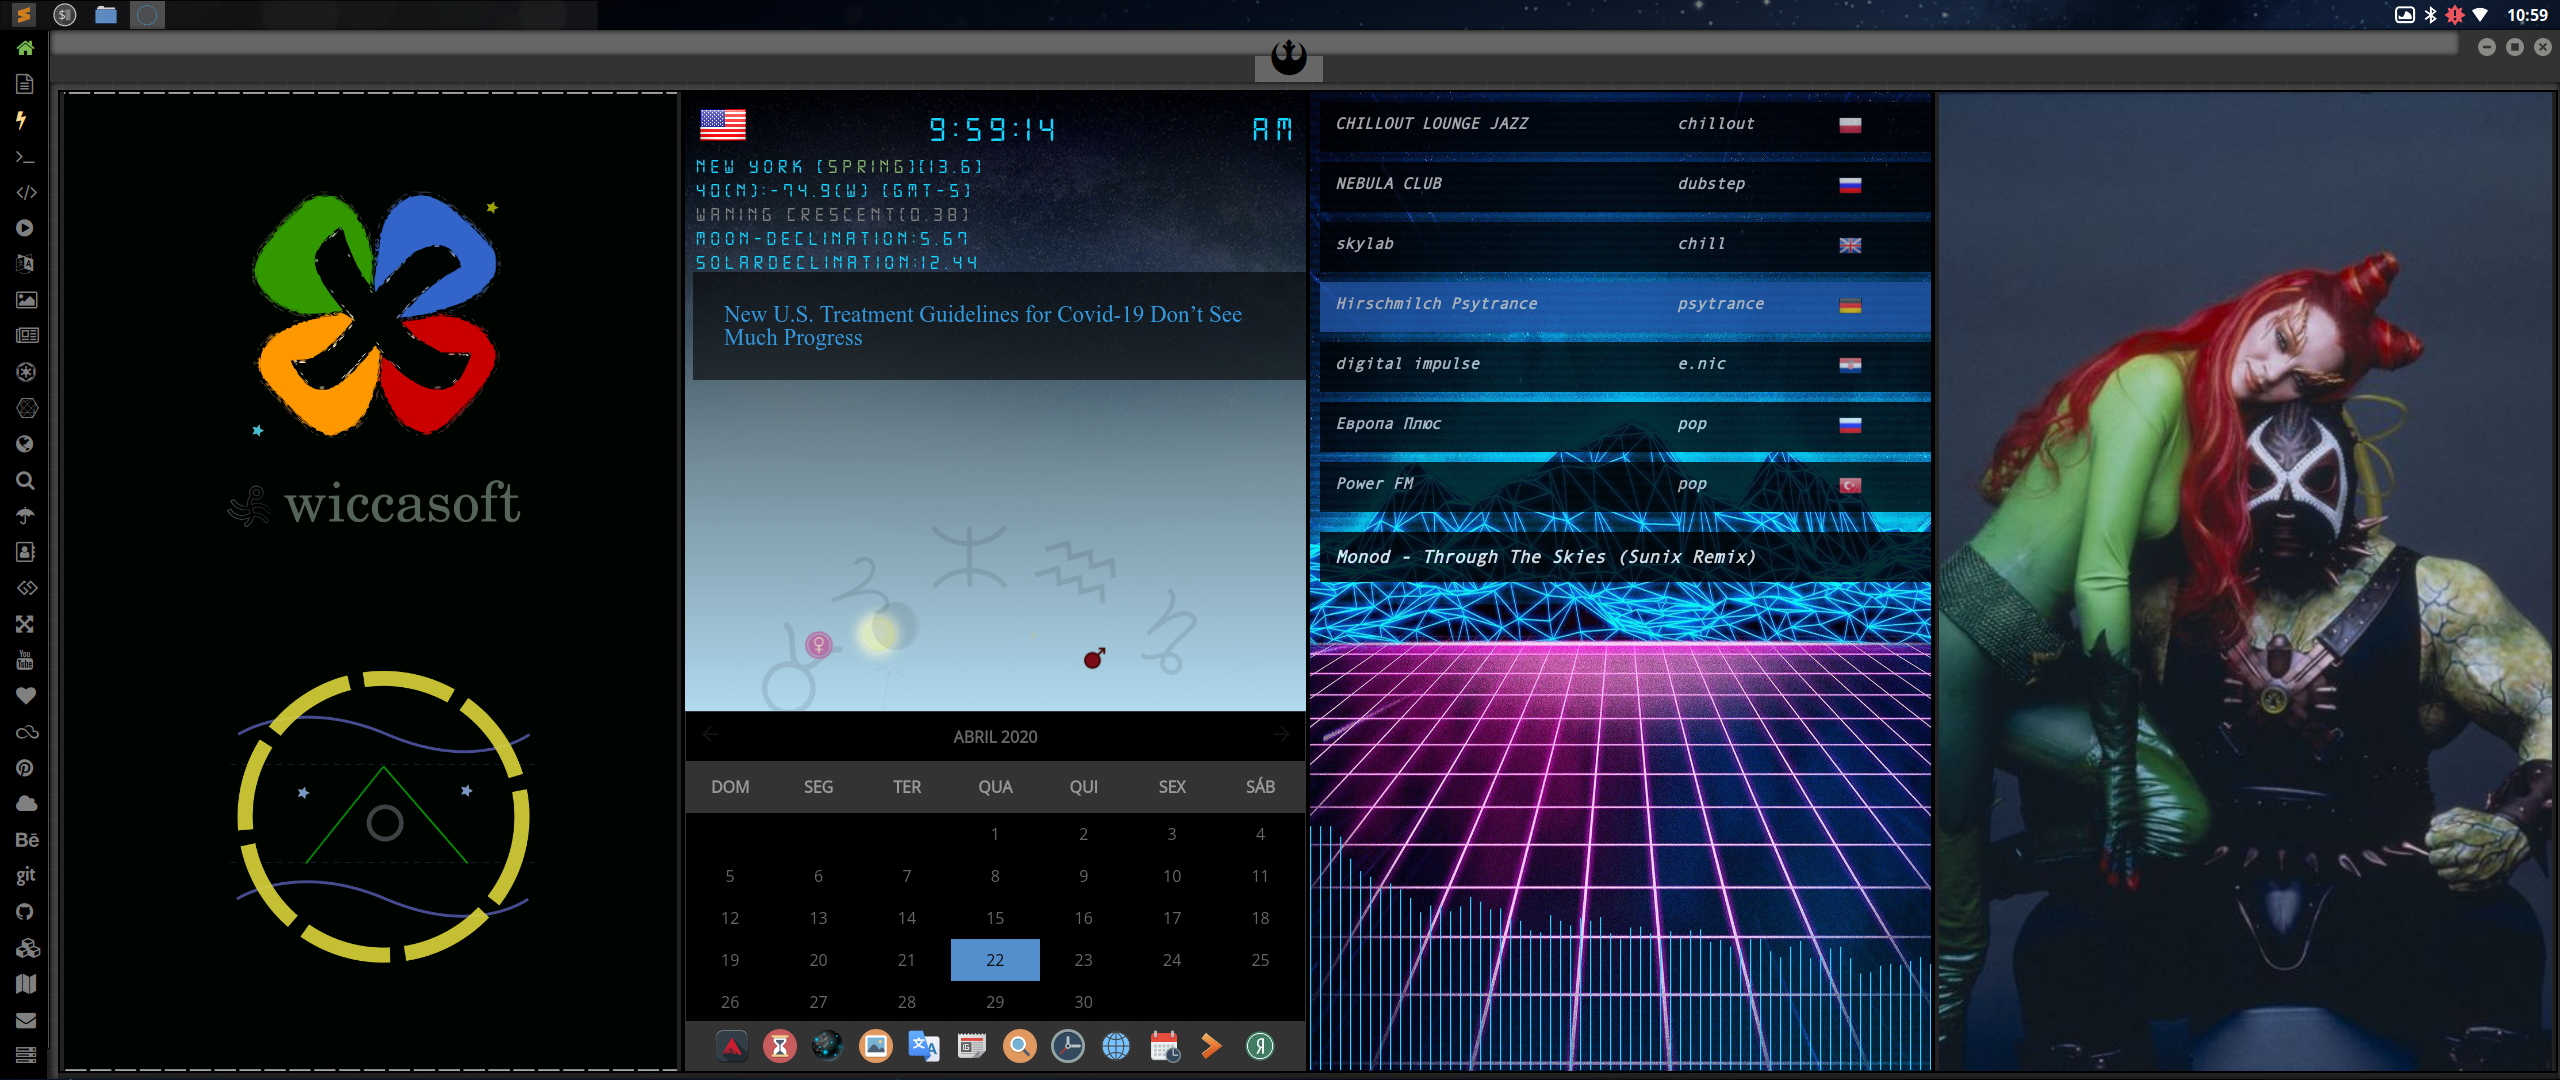 10:59
You
Tube
Bē
git
wiccasoft
9:59:14 AM
NEW YORK [SPRING][13.6]
40(N):-74.9(W) [GMT-5]
WANING CRESCENT[0.38]
MOON-DECLINATION:5.67
SOLARDECLINATION:12.44
New U.S. Treatment Guidelines for Covid-19 Don’t See
Much Progress
ABRIL 2020
DOM SEG TER QUA QUI SEX SÁB
1 2 3 4
5 6 7 8 9 10 11
12 13 14 15 16 17 18
19 20 21 22 23 24 25
26 27 28 29 30
CHILLOUT LOUNGE JAZZ chillout
NEBULA CLUB dubstep
skylab chill
Hirschmilch Psytrance psytrance
digital impulse e.nic
Европа Плюс pop
Power FM pop
Monod - Through The Skies (Sunix Remix)